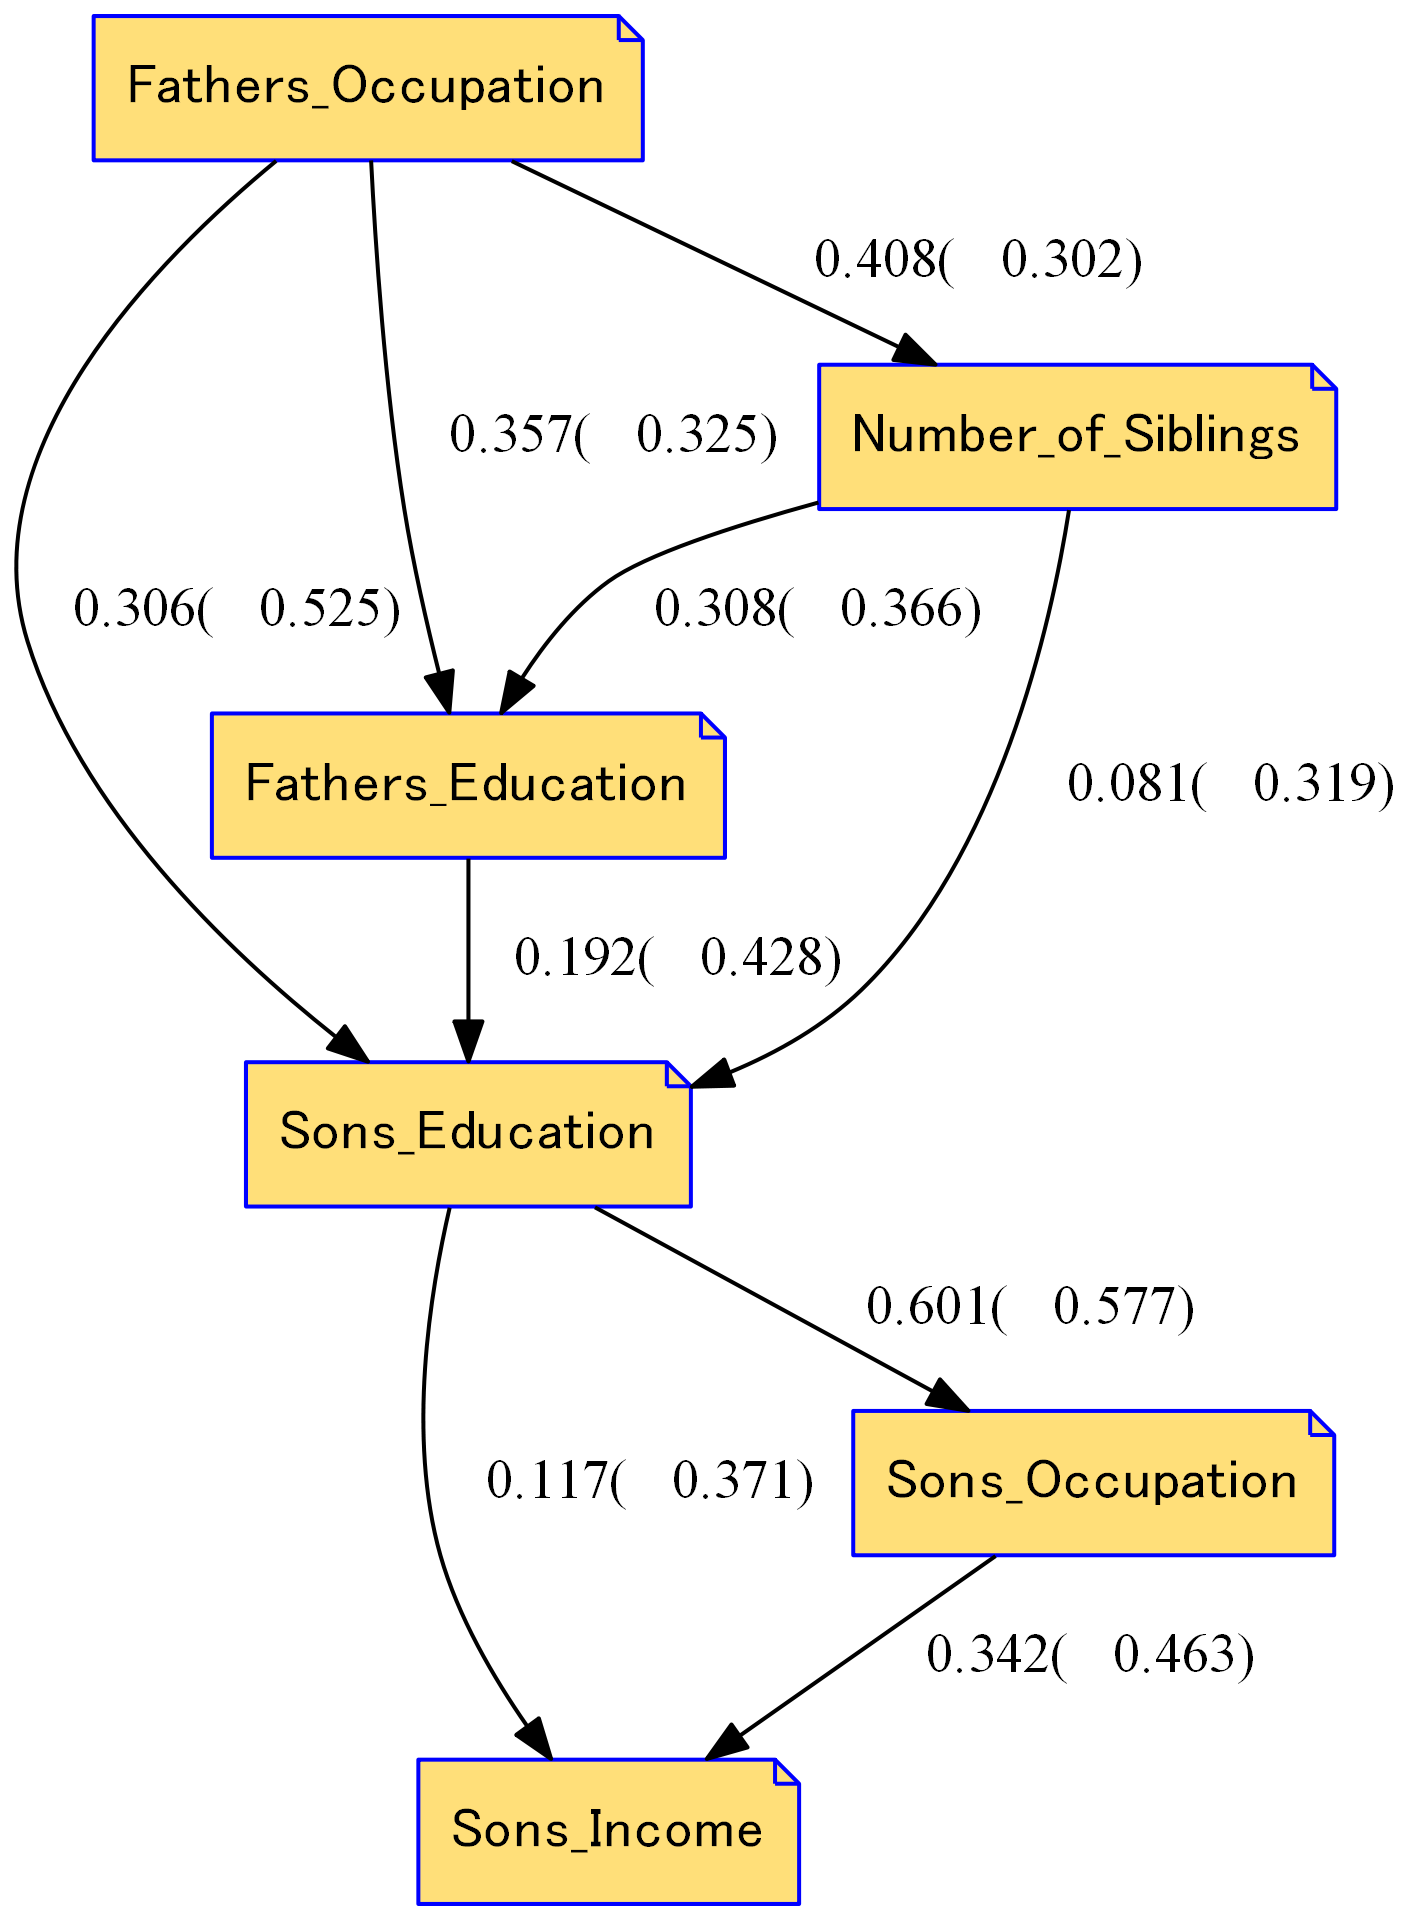 Fathers_Occupation
0.408( 0.302)
0.357( 0.325)
Number_of_Siblings
0.306( 0.525)
0.308( 0.366)
Fathers_Education
0.081( 0.319)
0.192( 0.428)
Sons_Education
0.601( 0.577)
0.117( 0.371)
Sons_Occupation
0.342( 0.463)
Sons_Income